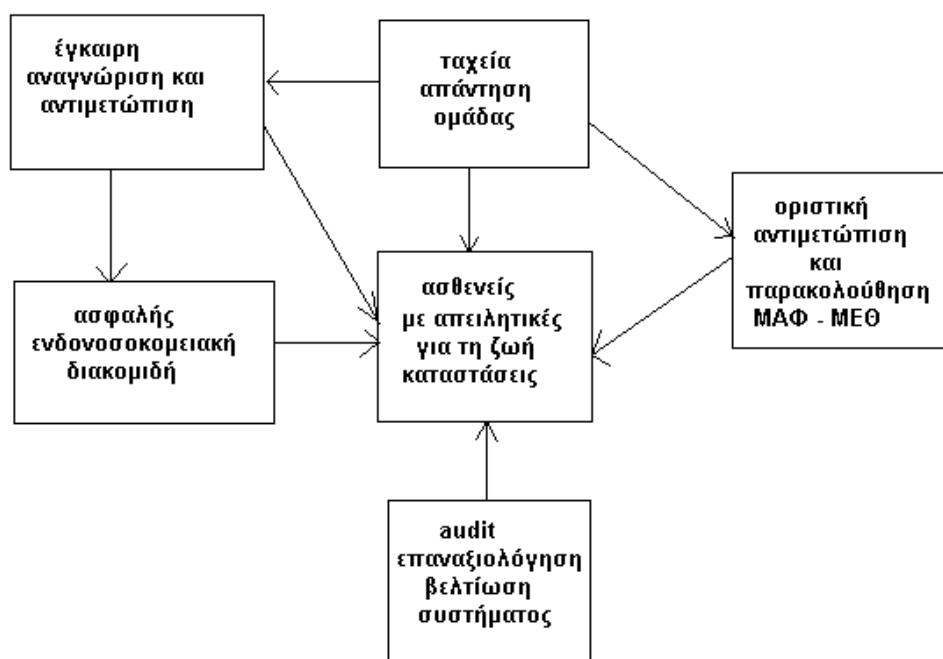 έγκαιρη
αναγνώριση και
αντιμετώπιση
ταχεία
απάντηση
ομάδας
οριστική
αντιμετώπιση
και
παρακολούθηση
ΜΑΦ - ΜΕΘ
ασφαλής
ενδονοσοκομειακή
διακομιδή
ασθενείς
με απειλητικές
για τη ζωή
καταστάσεις
audit
επαναξιολόγηση
βελτίωση
συστήματος